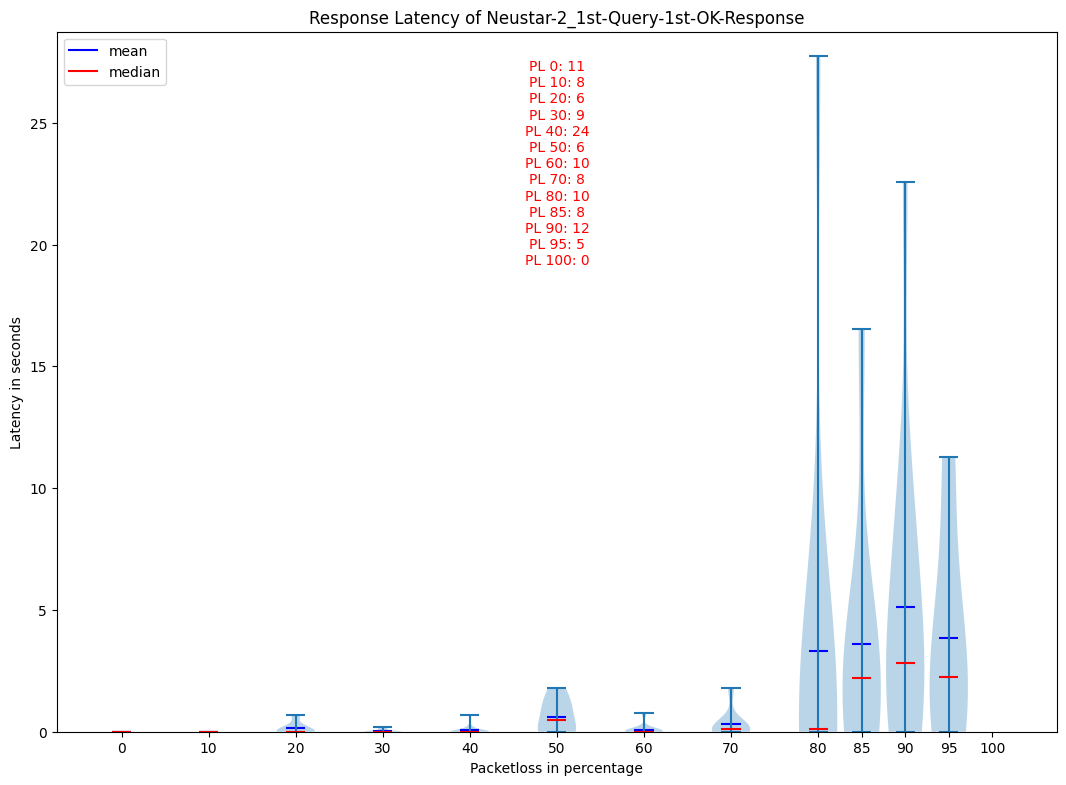 Response Latency of Neustar-2_1st-Query-1st-OK-Response
mean
median
PL 0: 11
PL 10: 8
PL 20: 6
PL 30: 9
PL 40: 24
PL 50: 6
PL 60: 10
PL 70: 8
PL 80: 10
PL 85: 8
PL 90: 12
PL 95: 5
PL 100: 0
Latency in seconds
25
20
15
10
5
0
0 10 20 30 40 50 60 70 80 85 90 95 100
Packetloss in percentage